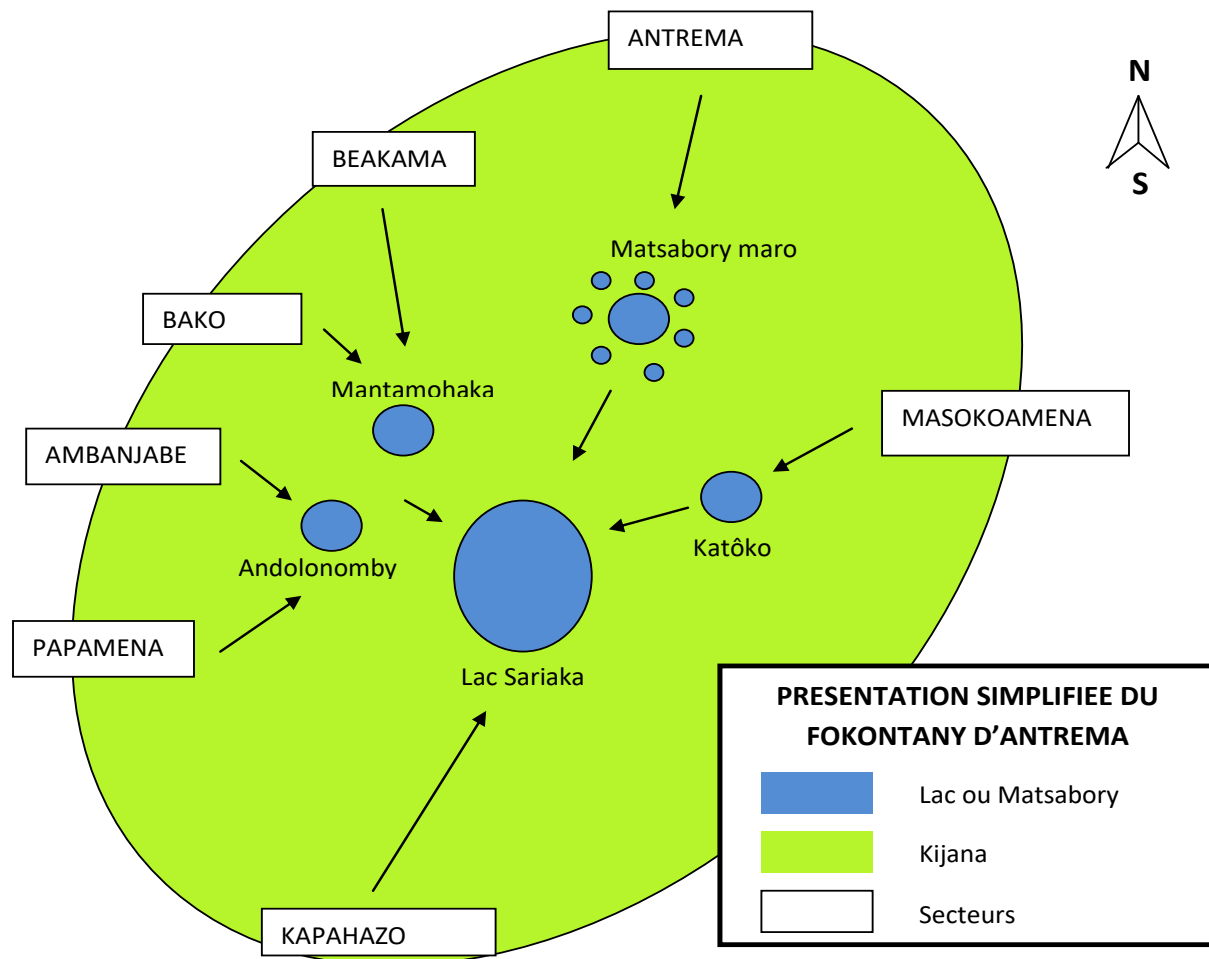 ANTREMA
N
S
BEAKAMA
Matsabory maro
BAKO
Mantamohaka
MASOKOAMENA
AMBANJABE
Katôko
Andolonomby
PAPAMENA
Lac Sariaka
PRESENTATION SIMPLIFIEE DU
FOKONTANY D’ANTREMA
Lac ou Matsabory
Kijana
Secteurs
KAPAHAZO